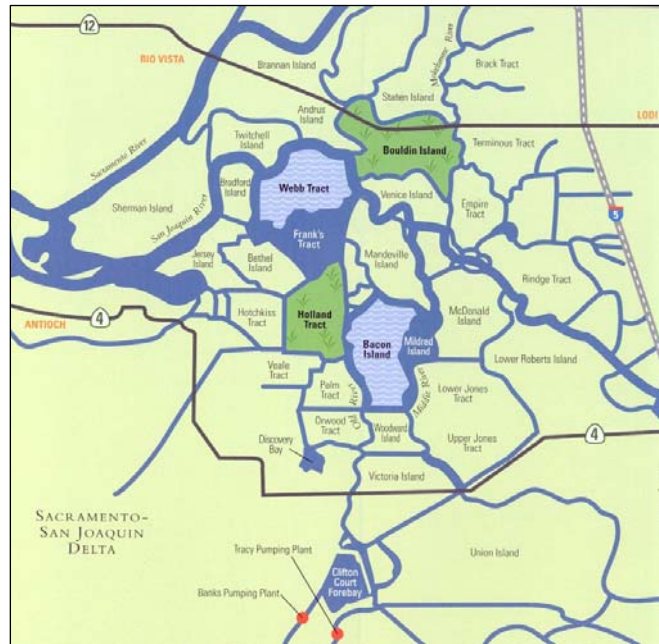 12
RIO VISTA
Brannan Island
Mokelumne River
Brack Tract
Staten Island
Andrus
Island
LODI
Sacramento River
Twitchell
Island
Bouldin Island
Terminous Tract
Bradford
Island
Webb Tract
Venice Island
Empire
Tract
Sherman Island
San Joaquin River
Frank's
Tract
5
Jersey
Island
Bethel
Island
Mandeville
Island
Rindge Tract
ANTIOCH
4
Hotchkiss
Tract
Holland
Tract
McDonald
Island
Bacon
Island
Mildred
Island
Veale
Tract
Lower Roberts Island
Palm
Tract
Old River
Middle River
Lower Jones
Tract
Orwood
Tract
Woodward
Island
4
Discovery
Bay
Upper Jones
Tract
Victoria Island
SACRAMENTO-
SAN JOAQUIN
DELTA
Tracy Pumping Plant
Union Island
Clifton
Court
Forebay
Banks Pumping Plant